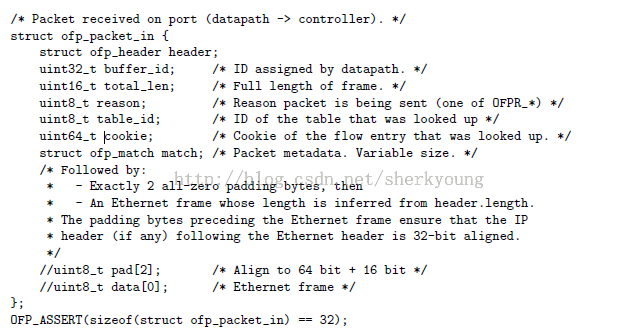 /* Packet received on port (datapath -> controller). */
struct ofp_packet_in {
    struct ofp_header header;
    uint32_t buffer_id;     /* ID assigned by datapath. */
    uint16_t total_len;     /* Full length of frame. */
    uint8_t reason;         /* Reason packet is being sent (one of OFPR_*) */
    uint8_t table_id;       /* ID of the table that was looked up */
    uint64_t cookie;        /* Cookie of the flow entry that was looked up. */
    struct ofp_match match; /* Packet metadata. Variable size. */
    /* Followed by:
http://blog.csdn.net/sherkyoung
     *   - Exactly 2 all-zero padding bytes, then
     *   - An Ethernet frame whose length is inferred from header.length.
     * The padding bytes preceding the Ethernet frame ensure that the IP
     * header (if any) following the Ethernet header is 32-bit aligned.
     */
    //uint8_t pad[2];       /* Align to 64 bit + 16 bit */
    //uint8_t data[0];      /* Ethernet frame */
};
OFP_ASSERT(sizeof(struct ofp_packet_in) == 32);